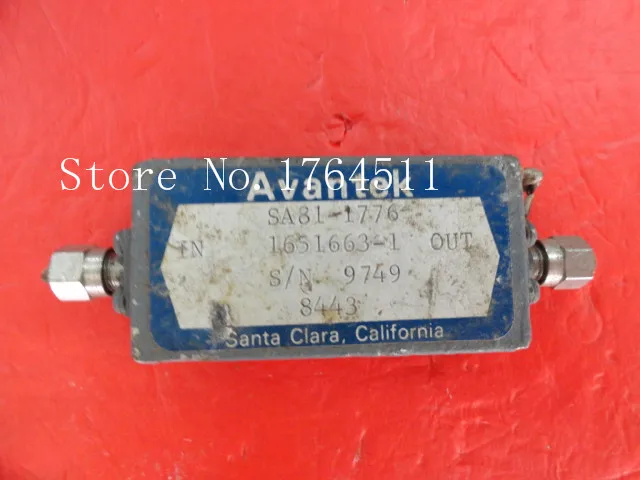 Store No: 1764511
Avantek
SA81-1776
IN 1651663-1 OUT
S/N 9749
8443
Santa Clara, California